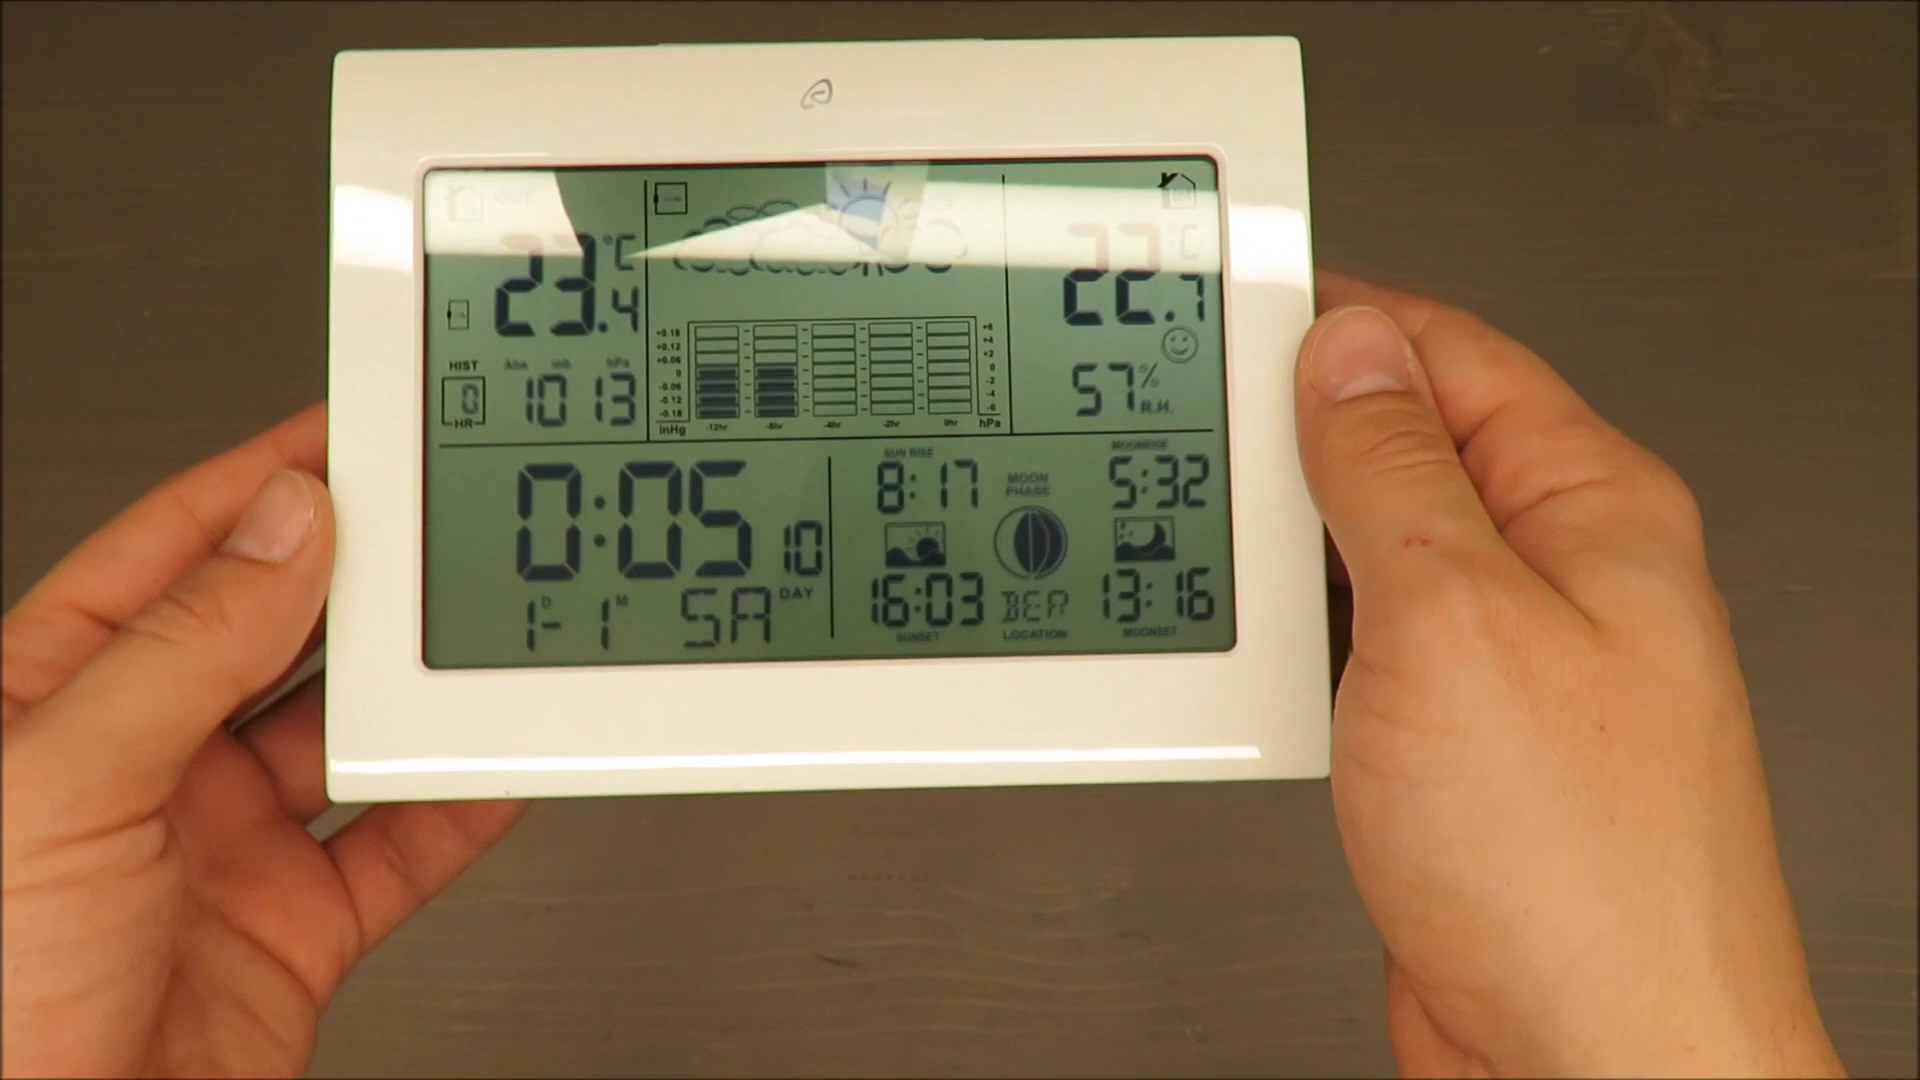 OUT
23.4 °C
HIST
0
HR
Abs mb hPa
1013
+0.18
+0.12
+0.06
0
-0.06
-0.12
-0.18
inHg
-12hr -8hr -4hr -2hr 0hr
+6
+4
+2
0
-2
-4
-6
hPa
22.7 °C
57 %
R.H.
0:05 10
D M DAY
1-1 SA
SUN RISE
8:17
16:03
SUNSET
MOON
PHASE
BER
LOCATION
MOONRISE
5:32
13:16
MOONSET